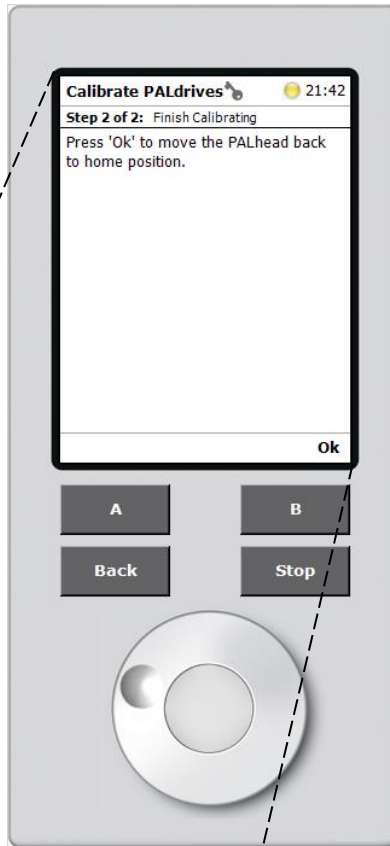 Calibrate PALdrives 21:42
Step 2 of 2: Finish Calibrating
Press 'Ok' to move the PALhead back
to home position.
Ok
A B
Back Stop